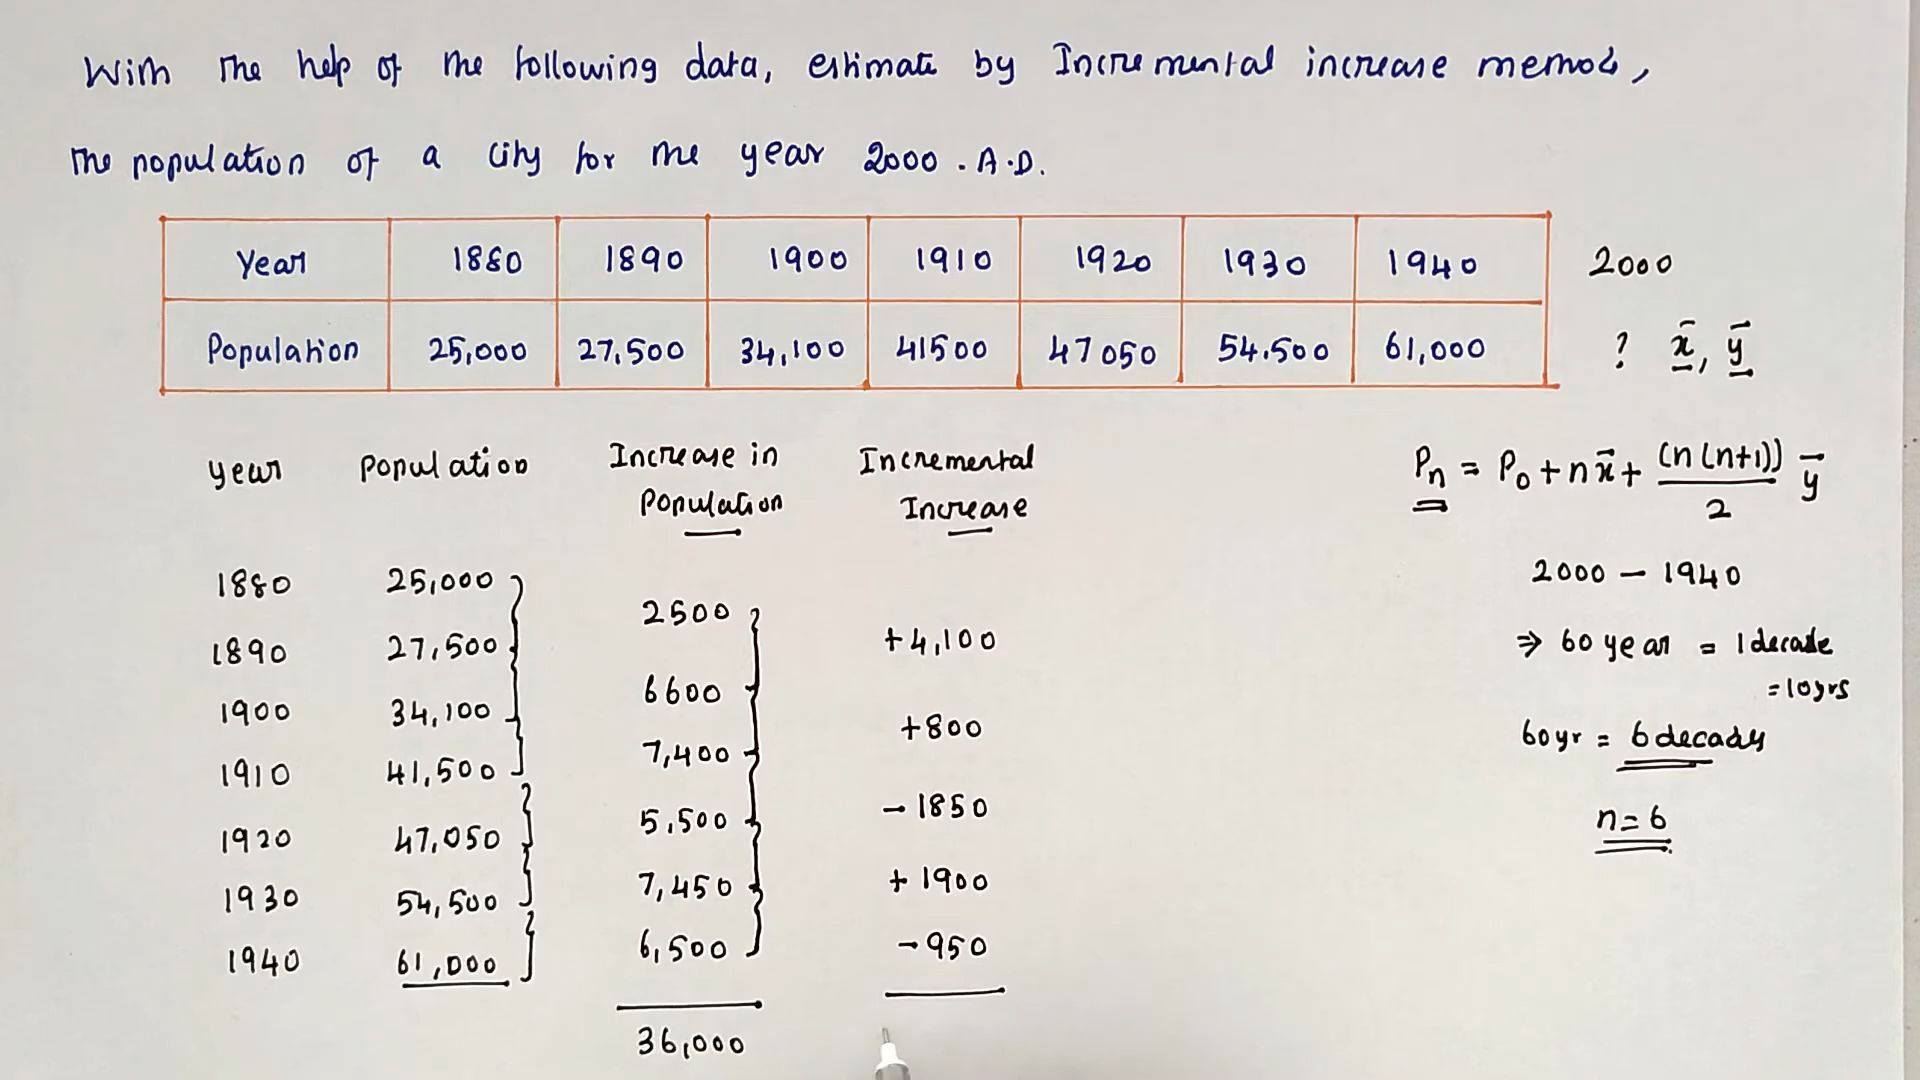 With the help of the following data, estimate by Incremental increase method,
the population of a city for the year 2000 . A.D.
Year 1880 1890 1900 1910 1920 1930 1940 2000
Population 25,000 27,500 34,100 41500 47050 54,500 61,000 ? x̄, ȳ
year population Increase in Population Incremental Increase
Pn = P0 + n x̄ + (n(n+1)) / 2 ȳ
2000 – 1940
⇒ 60 year = 1 decade
= 10yrs
60yr = 6 decades
n=6
1880 25,000
2500
1890 27,500 +4,100
6600
1900 34,100 +800
7,400
1910 41,500 – 1850
5,500
1920 47,050 + 1900
7,450
1930 54,500 – 950
6,500
1940 61,000
36,000